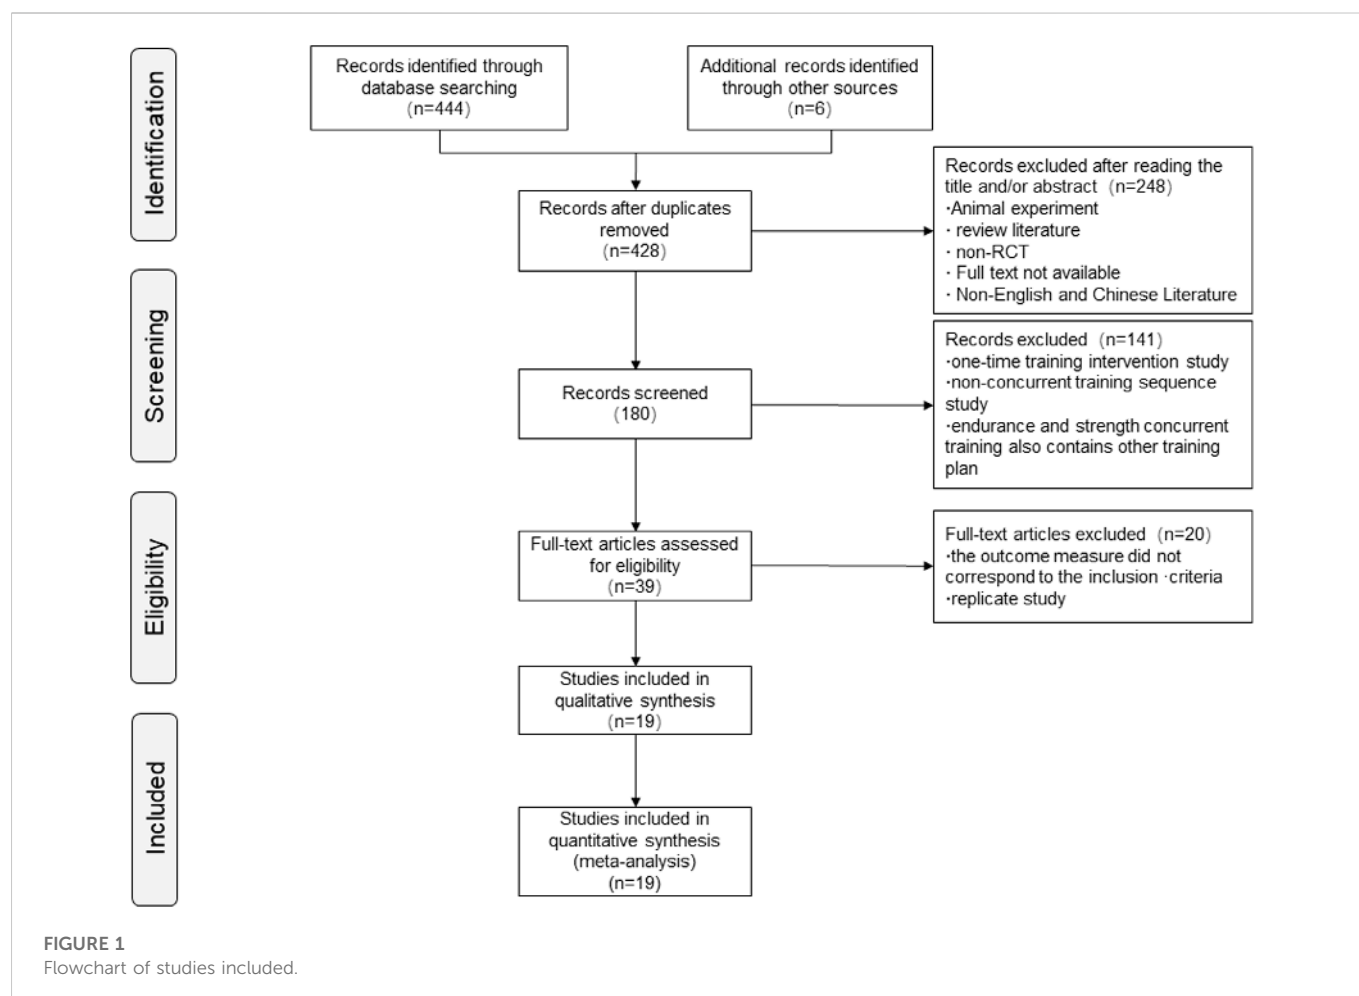 Identification
Records identified through
database searching
(n=444)
Additional records identified
through other sources
(n=6)
Records after duplicates
removed
(n=428)
Records excluded after reading the
title and/or abstract (n=248)
·Animal experiment
· review literature
· non-RCT
· Full text not available
· Non-English and Chinese Literature
Screening
Records screened
(180)
Records excluded (n=141)
·one-time training intervention study
·non-concurrent training sequence
study
·endurance and strength concurrent
training also contains other training
plan
Eligibility
Full-text articles assessed
for eligibility
(n=39)
Full-text articles excluded (n=20)
·the outcome measure did not
correspond to the inclusion ·criteria
·replicate study
Studies included in
qualitative synthesis
(n=19)
Included
Studies included in
quantitative synthesis
(meta-analysis)
(n=19)
FIGURE 1
Flowchart of studies included.